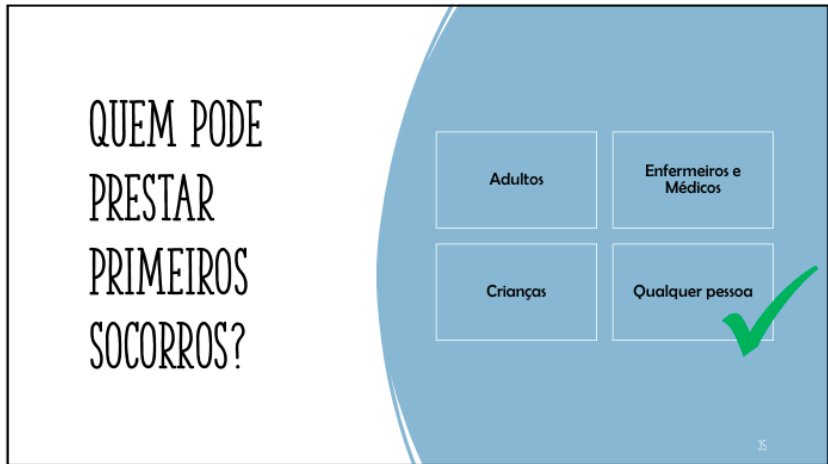 QUEM PODE
PRESTAR
PRIMEIROS
SOCORROS?
Adultos
Enfermeiros e
Médicos
Crianças
Qualquer pessoa
35